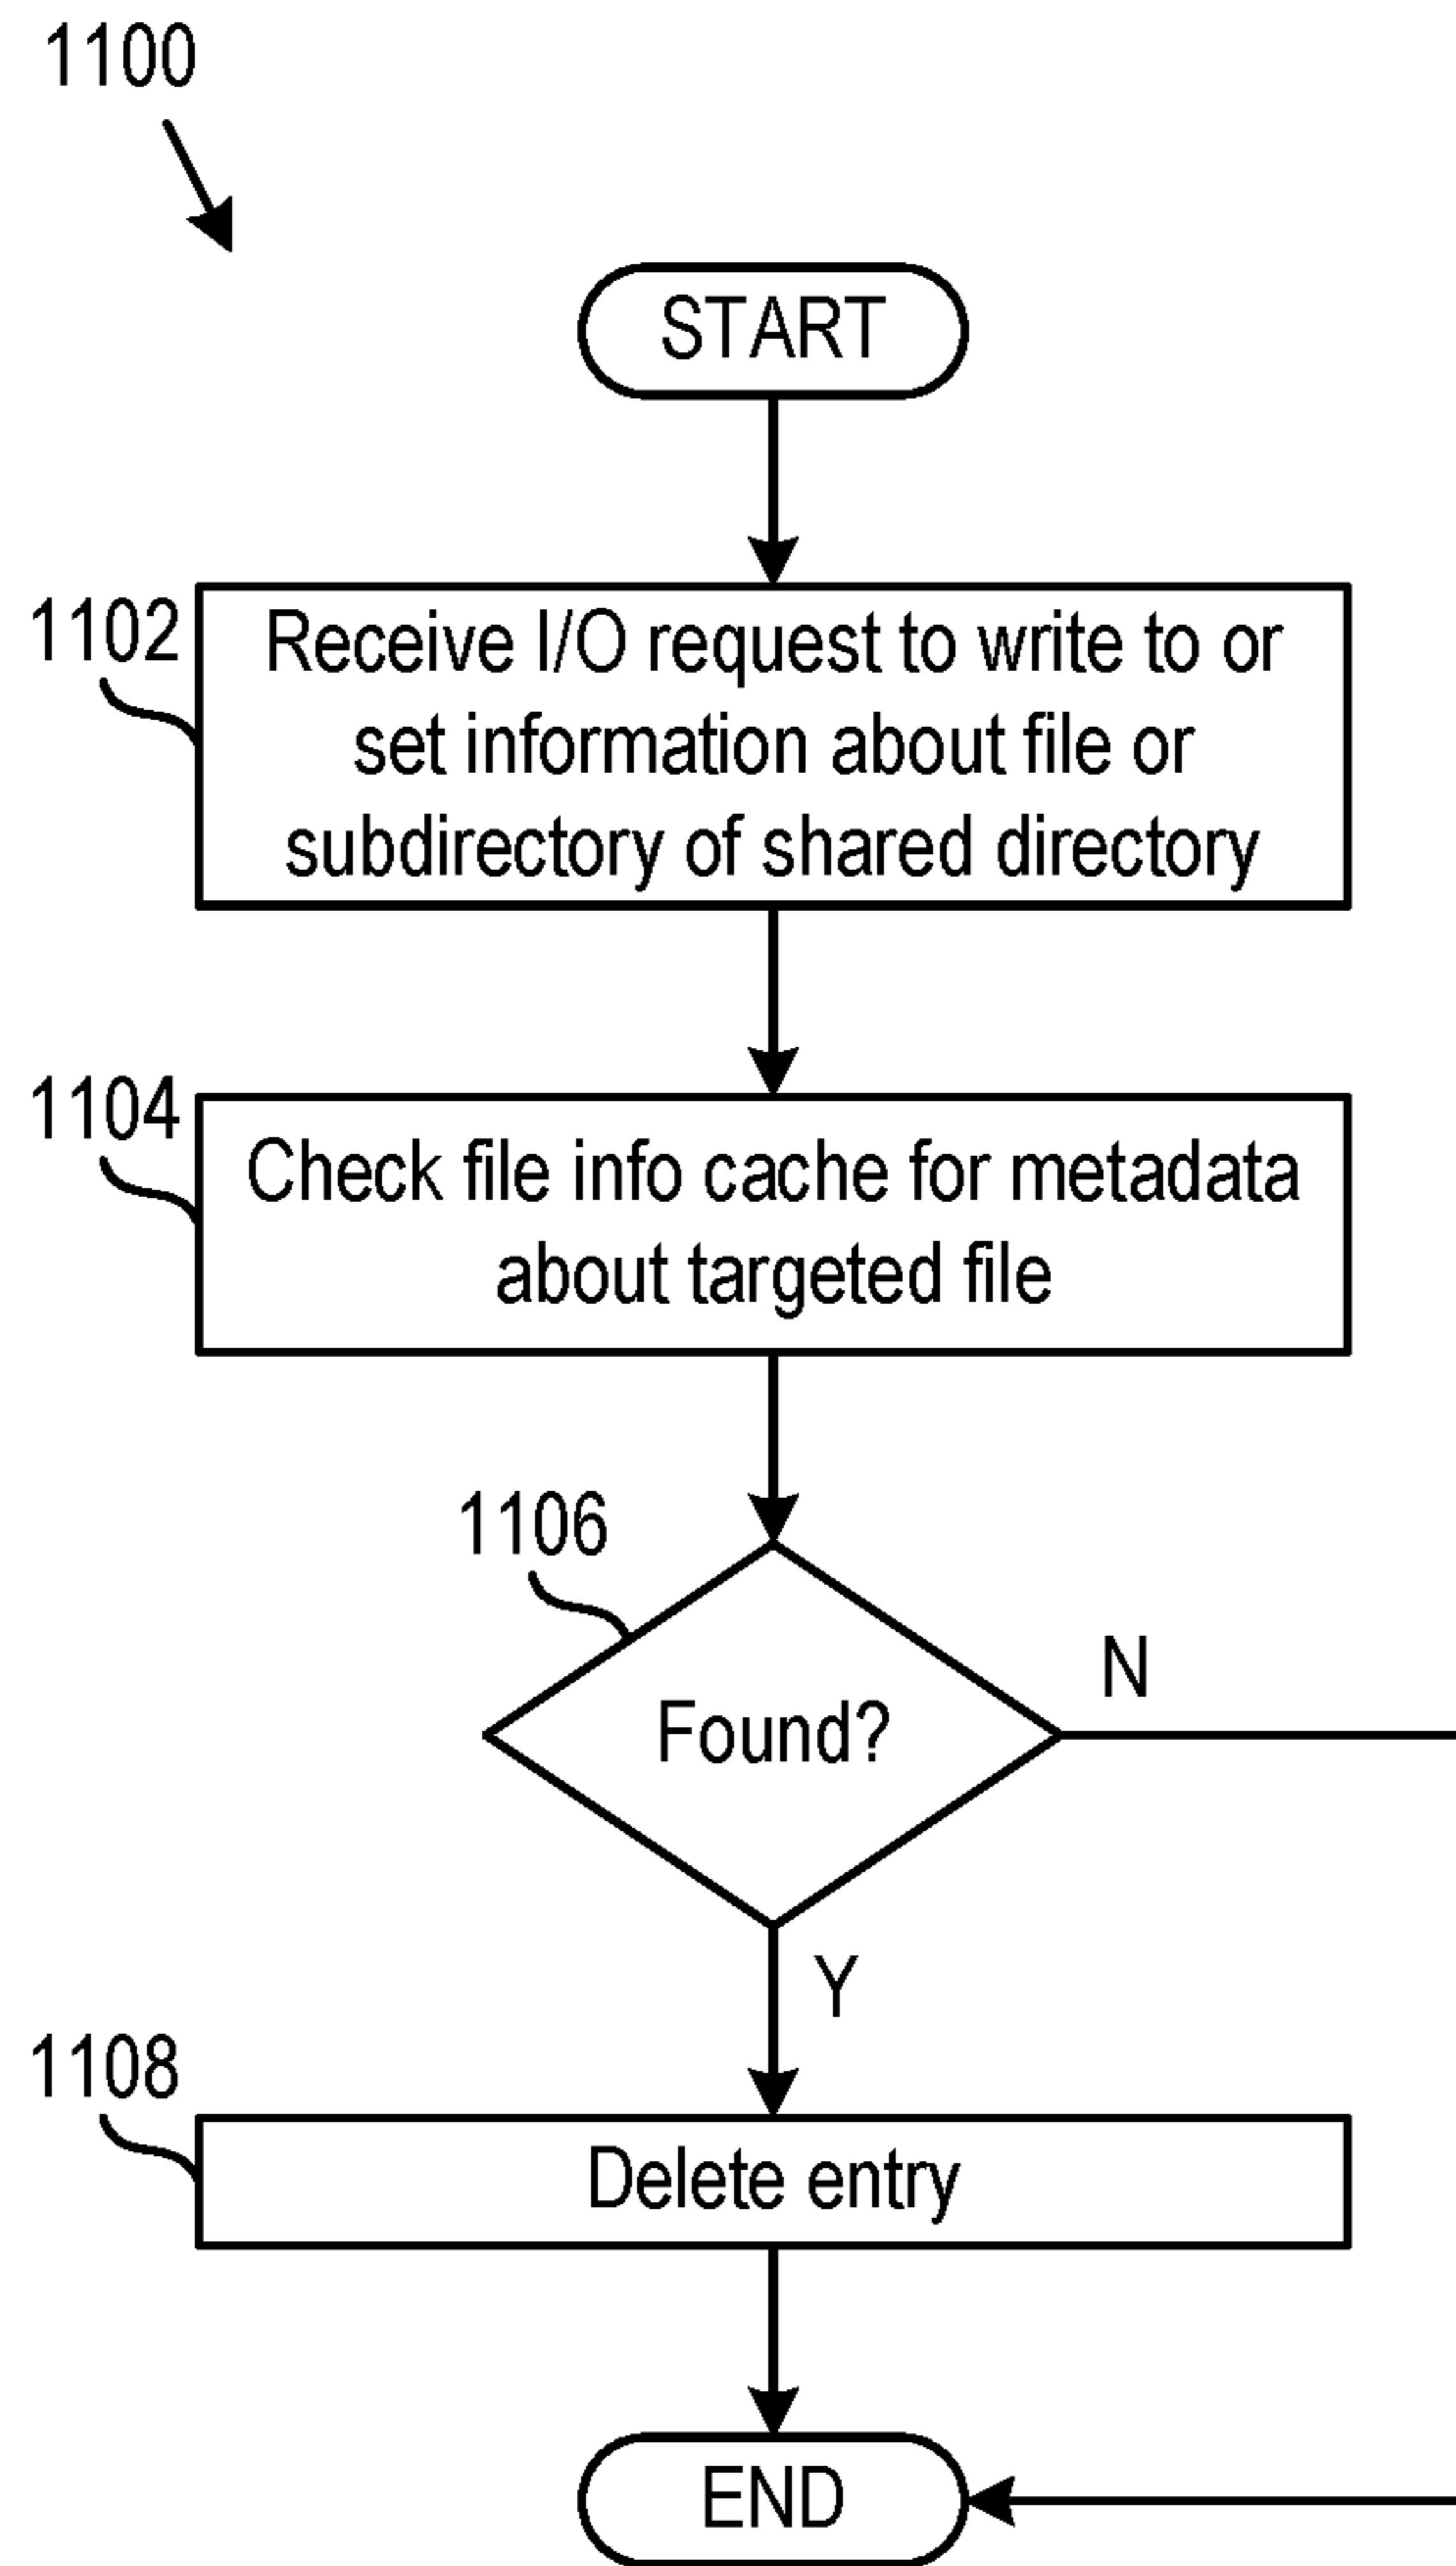 1100
START
1102
Receive I/O request to write to or
set information about file or
subdirectory of shared directory
1104
Check file info cache for metadata
about targeted file
1106
Found?
N
Y
1108
Delete entry
END